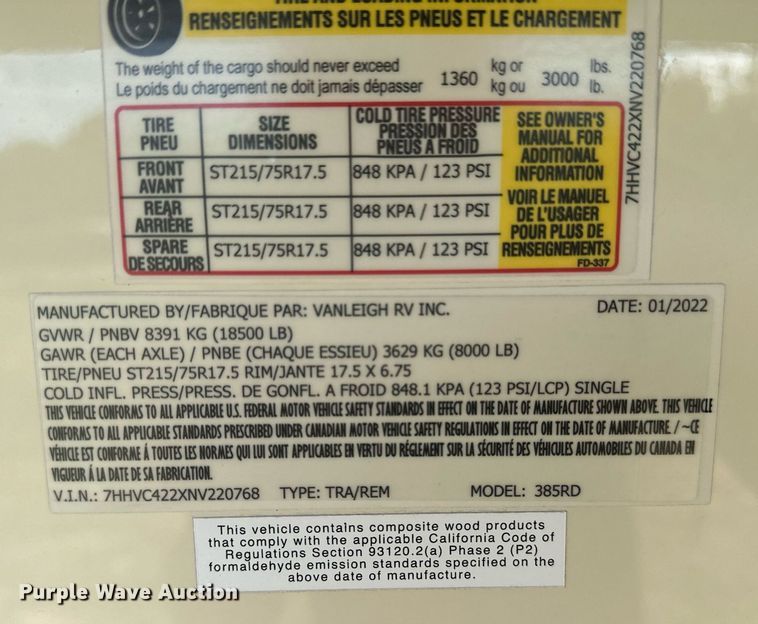 TIRE AND LOADING INFORMATION
RENSEIGNEMENTS SUR LES PNEUS ET LE CHARGEMENT
The weight of the cargo should never exceed 1360 kg or 3000 lbs.
Le poids du chargement ne doit jamais dépasser kg ou lb.
TIRE PNEU
SIZE DIMENSIONS
COLD TIRE PRESSURE
PRESSION DES
PNEUS A FROID
SEE OWNER'S
MANUAL FOR
ADDITIONAL
INFORMATION
VOIR LE MANUEL
DE L'USAGER
POUR PLUS DE
RENSEIGNEMENTS
FD-337
FRONT AVANT ST215/75R17.5 848 KPA / 123 PSI
REAR ARRIÈRE ST215/75R17.5 848 KPA / 123 PSI
SPARE DE SECOURS ST215/75R17.5 848 KPA / 123 PSI
7HHVC422XNV220768
MANUFACTURED BY/FABRIQUE PAR: VANLEIGH RV INC. DATE: 01/2022
GVWR / PNBV 8391 KG (18500 LB)
GAWR (EACH AXLE) / PNBE (CHAQUE ESSIEU) 3629 KG (8000 LB)
TIRE/PNEU ST215/75R17.5 RIM/JANTE 17.5 X 6.75
COLD INFL. PRESS/PRESS. DE GONFL. A FROID 848.1 KPA (123 PSI/LCP) SINGLE
THIS VEHICLE CONFORMS TO ALL APPLICABLE U.S. FEDERAL MOTOR VEHICLE SAFETY STANDARDS IN EFFECT ON THE DATE OF MANUFACTURE SHOWN ABOVE. THIS VEHICLE
CONFORMS TO ALL APPLICABLE STANDARDS PRESCRIBED UNDER CANADIAN MOTOR VEHICLE SAFETY REGULATIONS IN EFFECT ON THE DATE OF MANUFACTURE. / ~CE
VÉHICLE EST CONFORME Á TOUTES LES NORMES QUI LUI SONT APPLICABLES EN VERTU DU RÉGLEMENT SUR LA SÉCURITÉ DES VÉHICULES AUTOMOBILES DU CANADA EN
VIGUEUR Á LA DATE DE SA FABRICATION.
V.I.N.: 7HHVC422XNV220768 TYPE: TRA/REM MODEL: 385RD
This vehicle contains composite wood products
that comply with the applicable California Code of
Regulations Section 93120.2(a) Phase 2 (P2)
formaldehyde emission standards specified on the
above date of manufacture.
Purple Wave Auction